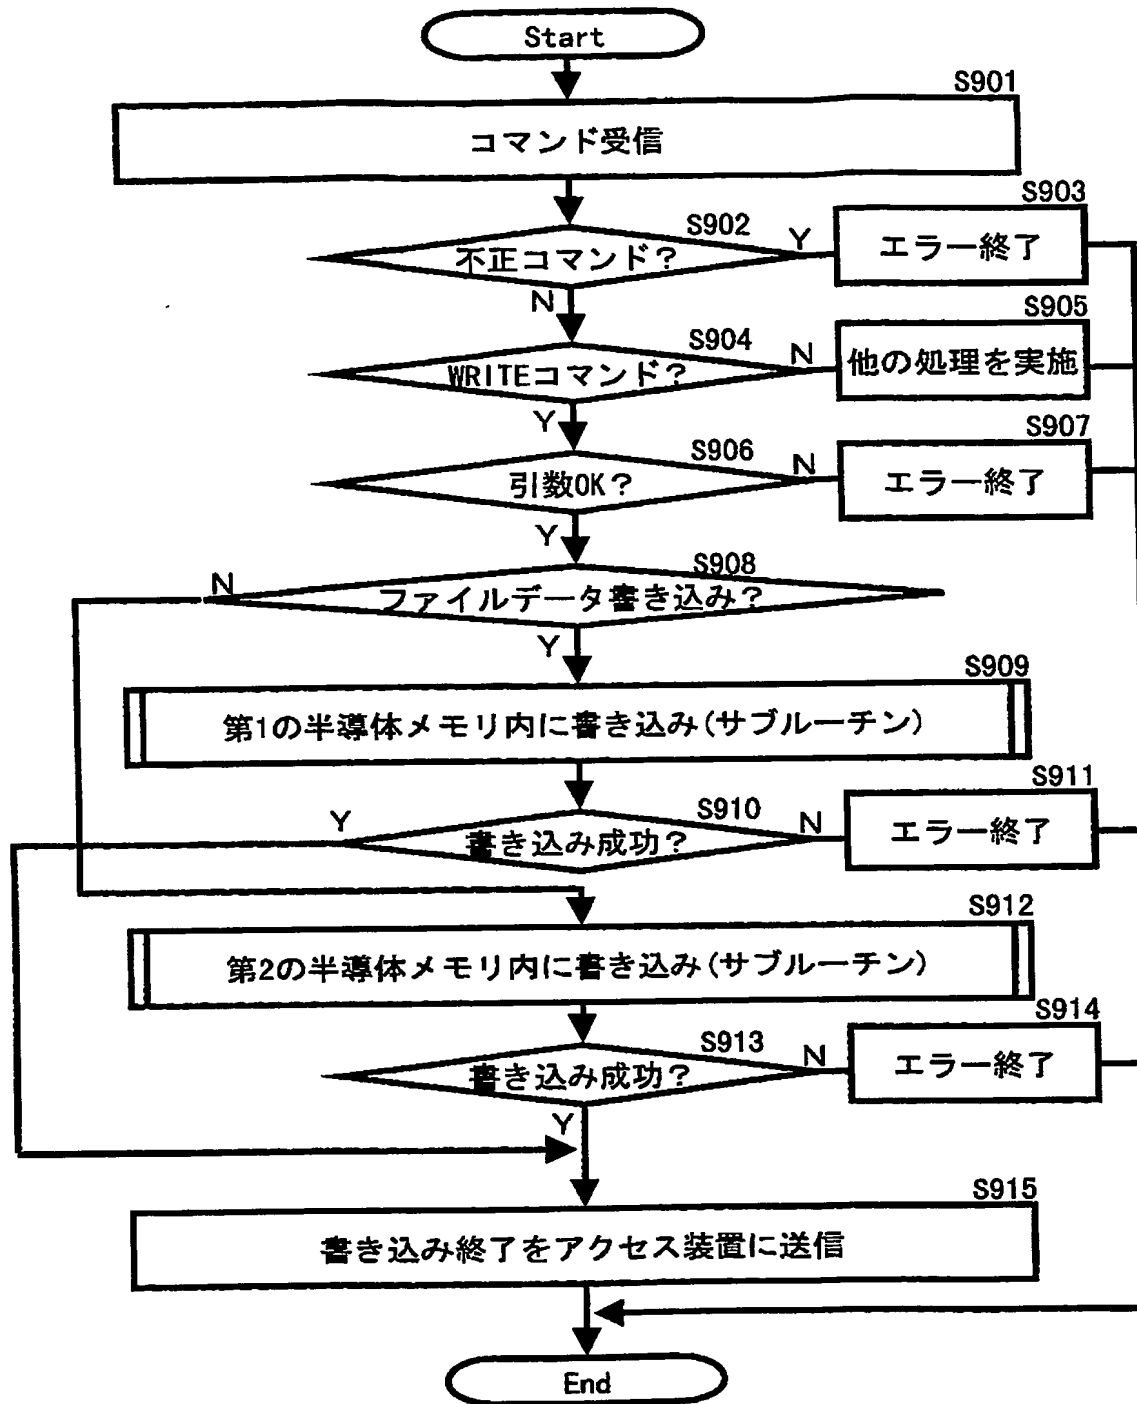 Start
S901
コマンド受信
S902
不正コマンド?
Y
N
S903
エラー終了
S904
WRITEコマンド?
N
Y
S905
他の処理を実施
S906
引数OK?
N
Y
S907
エラー終了
S908
ファイルデータ書き込み?
N
Y
S909
第1の半導体メモリ内に書き込み(サブルーチン)
S910
書き込み成功?
Y
N
S911
エラー終了
S912
第2の半導体メモリ内に書き込み(サブルーチン)
S913
書き込み成功?
N
Y
S914
エラー終了
S915
書き込み終了をアクセス装置に送信
End